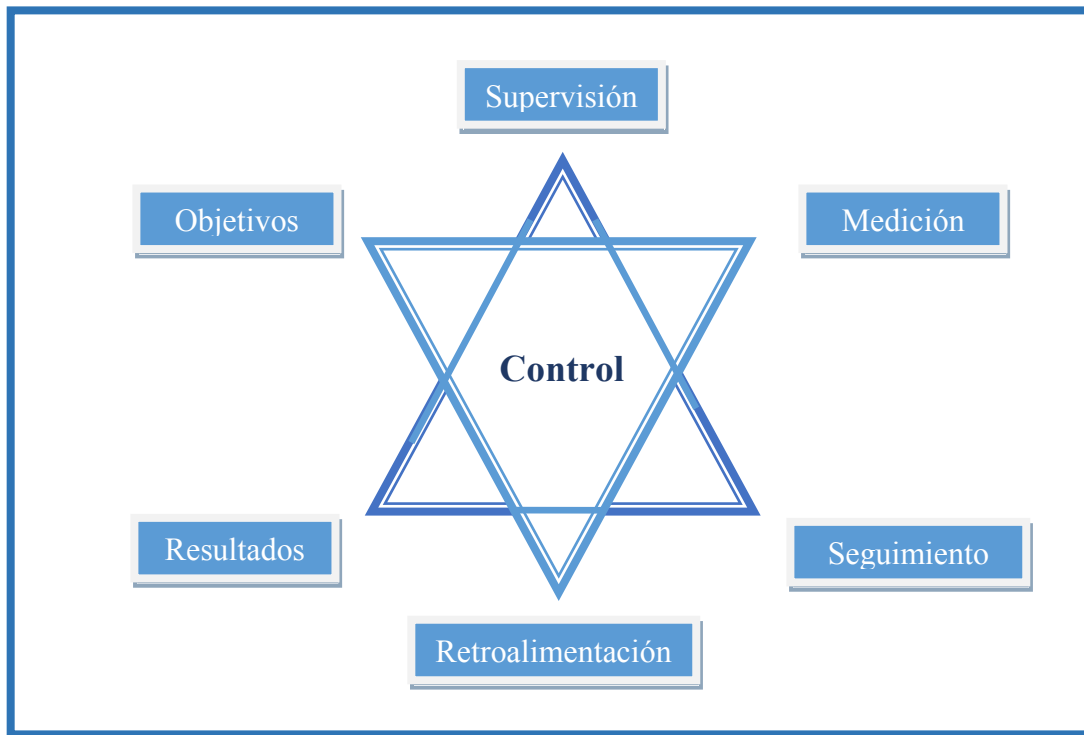 Supervisión
Objetivos
Medición
Control
Resultados
Seguimiento
Retroalimentación